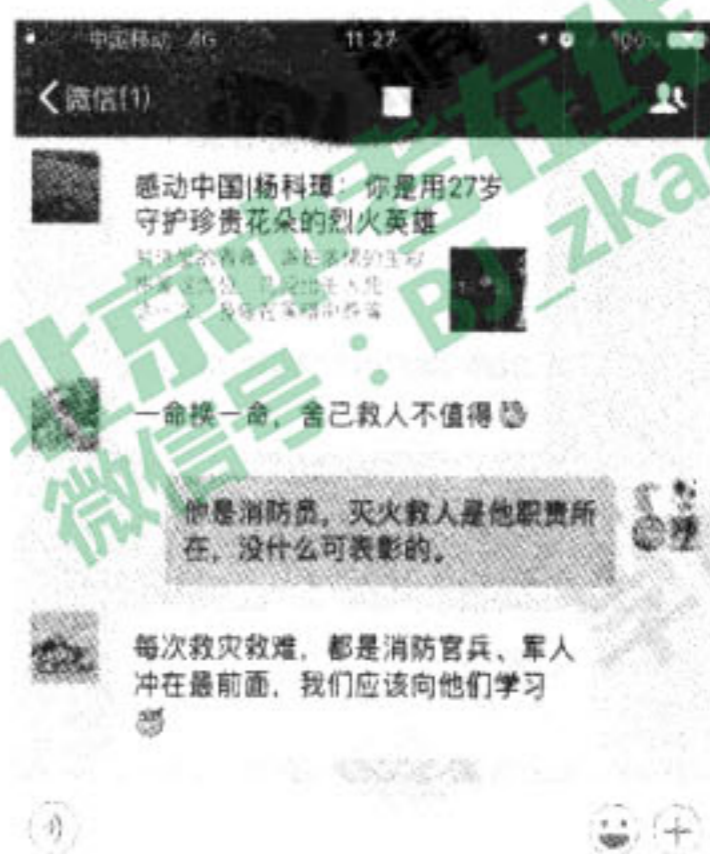 中国移动 4G 11:27 100%
微信(1)
感动中国|杨科璋：你是用27岁
守护珍贵花朵的烈火英雄
一命换一命，舍己救人不值得
他是消防员，灭火救人是他职责所
在，没什么可表彰的。
每次救灾救难，都是消防官兵、军人
冲在最前面，我们应该向他们学习
北京中考在线
微信号：BJ_zkao